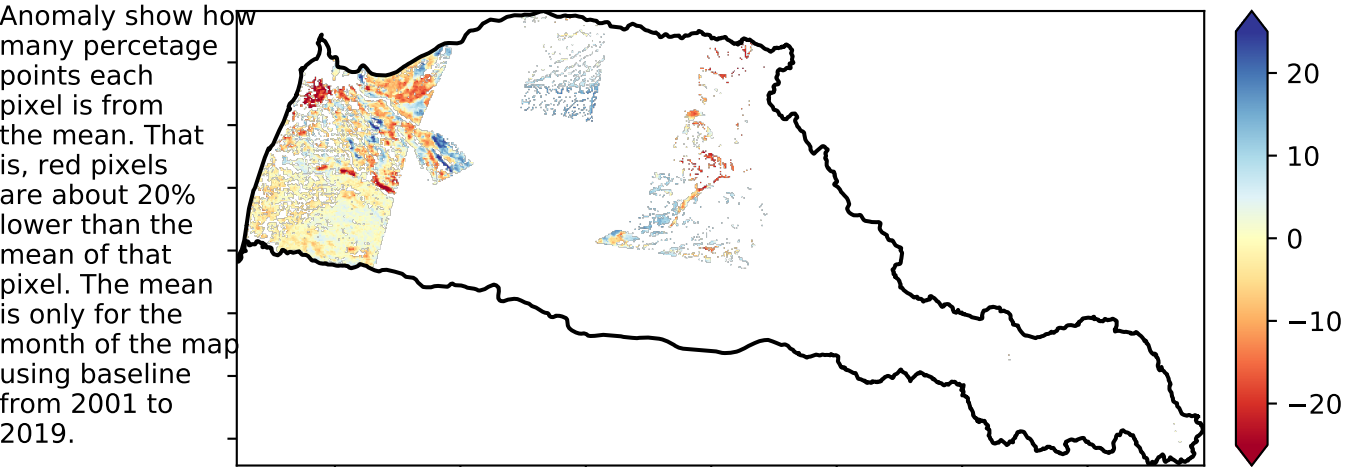 Anomaly show how
many percetage
points each
pixel is from
the mean. That
is, red pixels
are about 20%
lower than the
mean of that
pixel. The mean
is only for the
month of the map
using baseline
from 2001 to
2019.
20
10
0
−10
−20